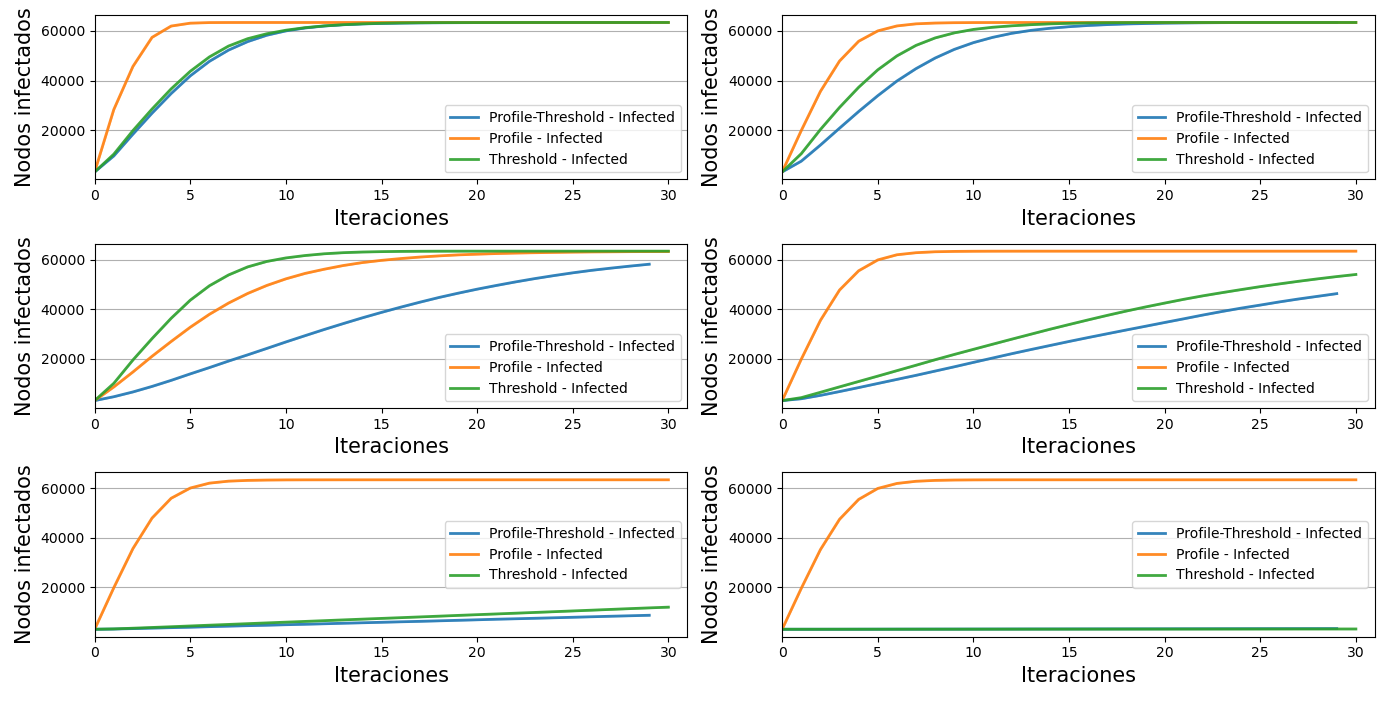 Nodos infectados
60000
40000
20000
Profile-Threshold - Infected
Profile - Infected
Threshold - Infected
0 5 10 15 20 25 30
Iteraciones
Nodos infectados
60000
40000
20000
Profile-Threshold - Infected
Profile - Infected
Threshold - Infected
0 5 10 15 20 25 30
Iteraciones
Nodos infectados
60000
40000
20000
Profile-Threshold - Infected
Profile - Infected
Threshold - Infected
0 5 10 15 20 25 30
Iteraciones
Nodos infectados
60000
40000
20000
Profile-Threshold - Infected
Profile - Infected
Threshold - Infected
0 5 10 15 20 25 30
Iteraciones
Nodos infectados
60000
40000
20000
Profile-Threshold - Infected
Profile - Infected
Threshold - Infected
0 5 10 15 20 25 30
Iteraciones
Nodos infectados
60000
40000
20000
Profile-Threshold - Infected
Profile - Infected
Threshold - Infected
0 5 10 15 20 25 30
Iteraciones